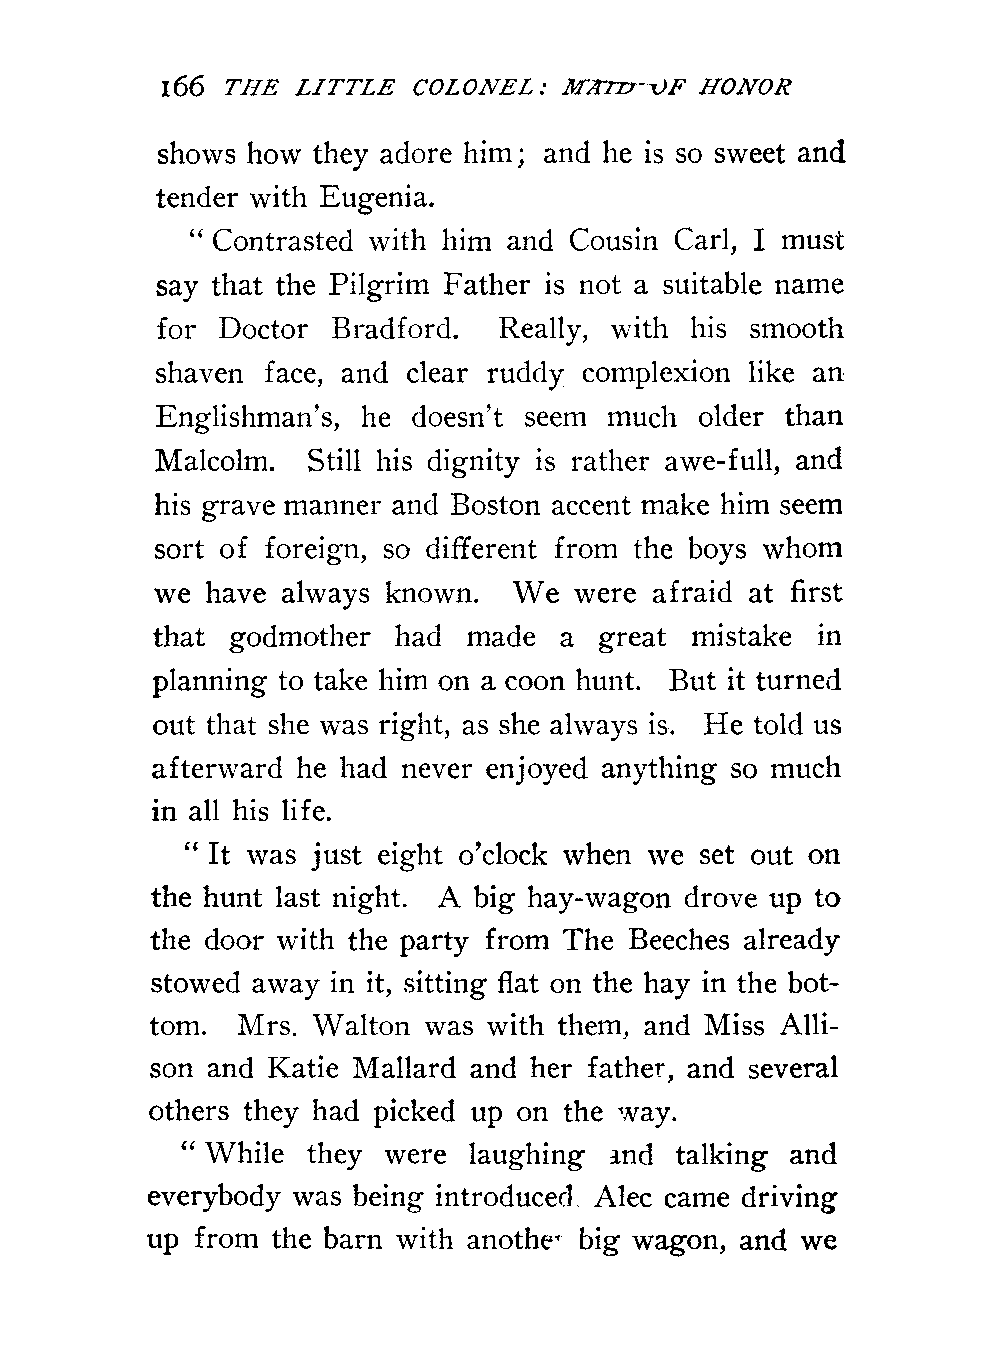 166 THE LITTLE COLONEL: MAID OF HONOR
shows how they adore him; and he is so sweet and
tender with Eugenia.
“Contrasted with him and Cousin Carl, I must
say that the Pilgrim Father is not a suitable name
for Doctor Bradford. Really, with his smooth
shaven face, and clear ruddy complexion like an
Englishman’s, he doesn’t seem much older than
Malcolm. Still his dignity is rather awe-full, and
his grave manner and Boston accent make him seem
sort of foreign, so different from the boys whom
we have always known. We were afraid at first
that godmother had made a great mistake in
planning to take him on a coon hunt. But it turned
out that she was right, as she always is. He told us
afterward he had never enjoyed anything so much
in all his life.
“It was just eight o’clock when we set out on
the hunt last night. A big hay-wagon drove up to
the door with the party from The Beeches already
stowed away in it, sitting flat on the hay in the bot-
tom. Mrs. Walton was with them, and Miss Alli-
son and Katie Mallard and her father, and several
others they had picked up on the way.
“While they were laughing and talking and
everybody was being introduced. Alec came driving
up from the barn with another big wagon, and we